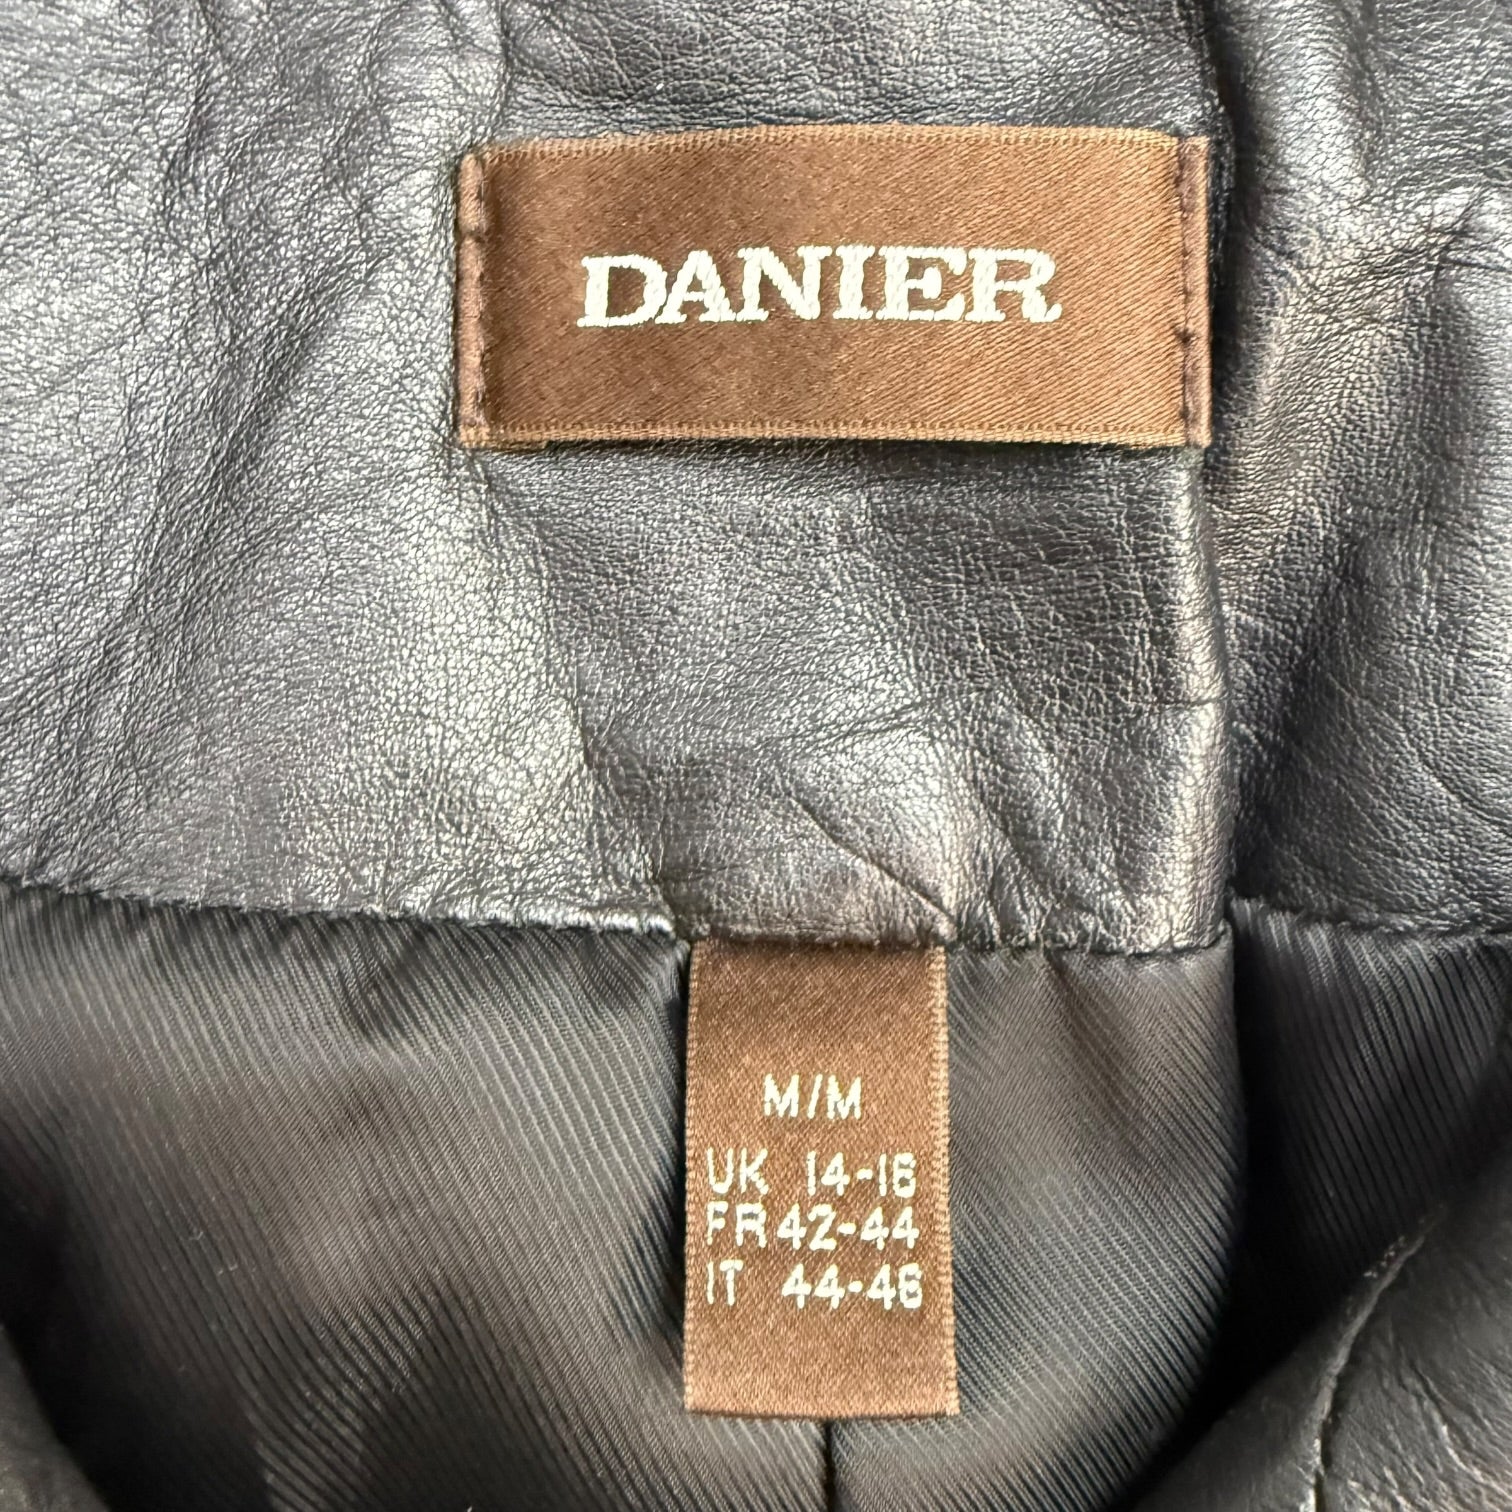 DANIER
M/M
UK 14-16
FR 42-44
IT 44-46